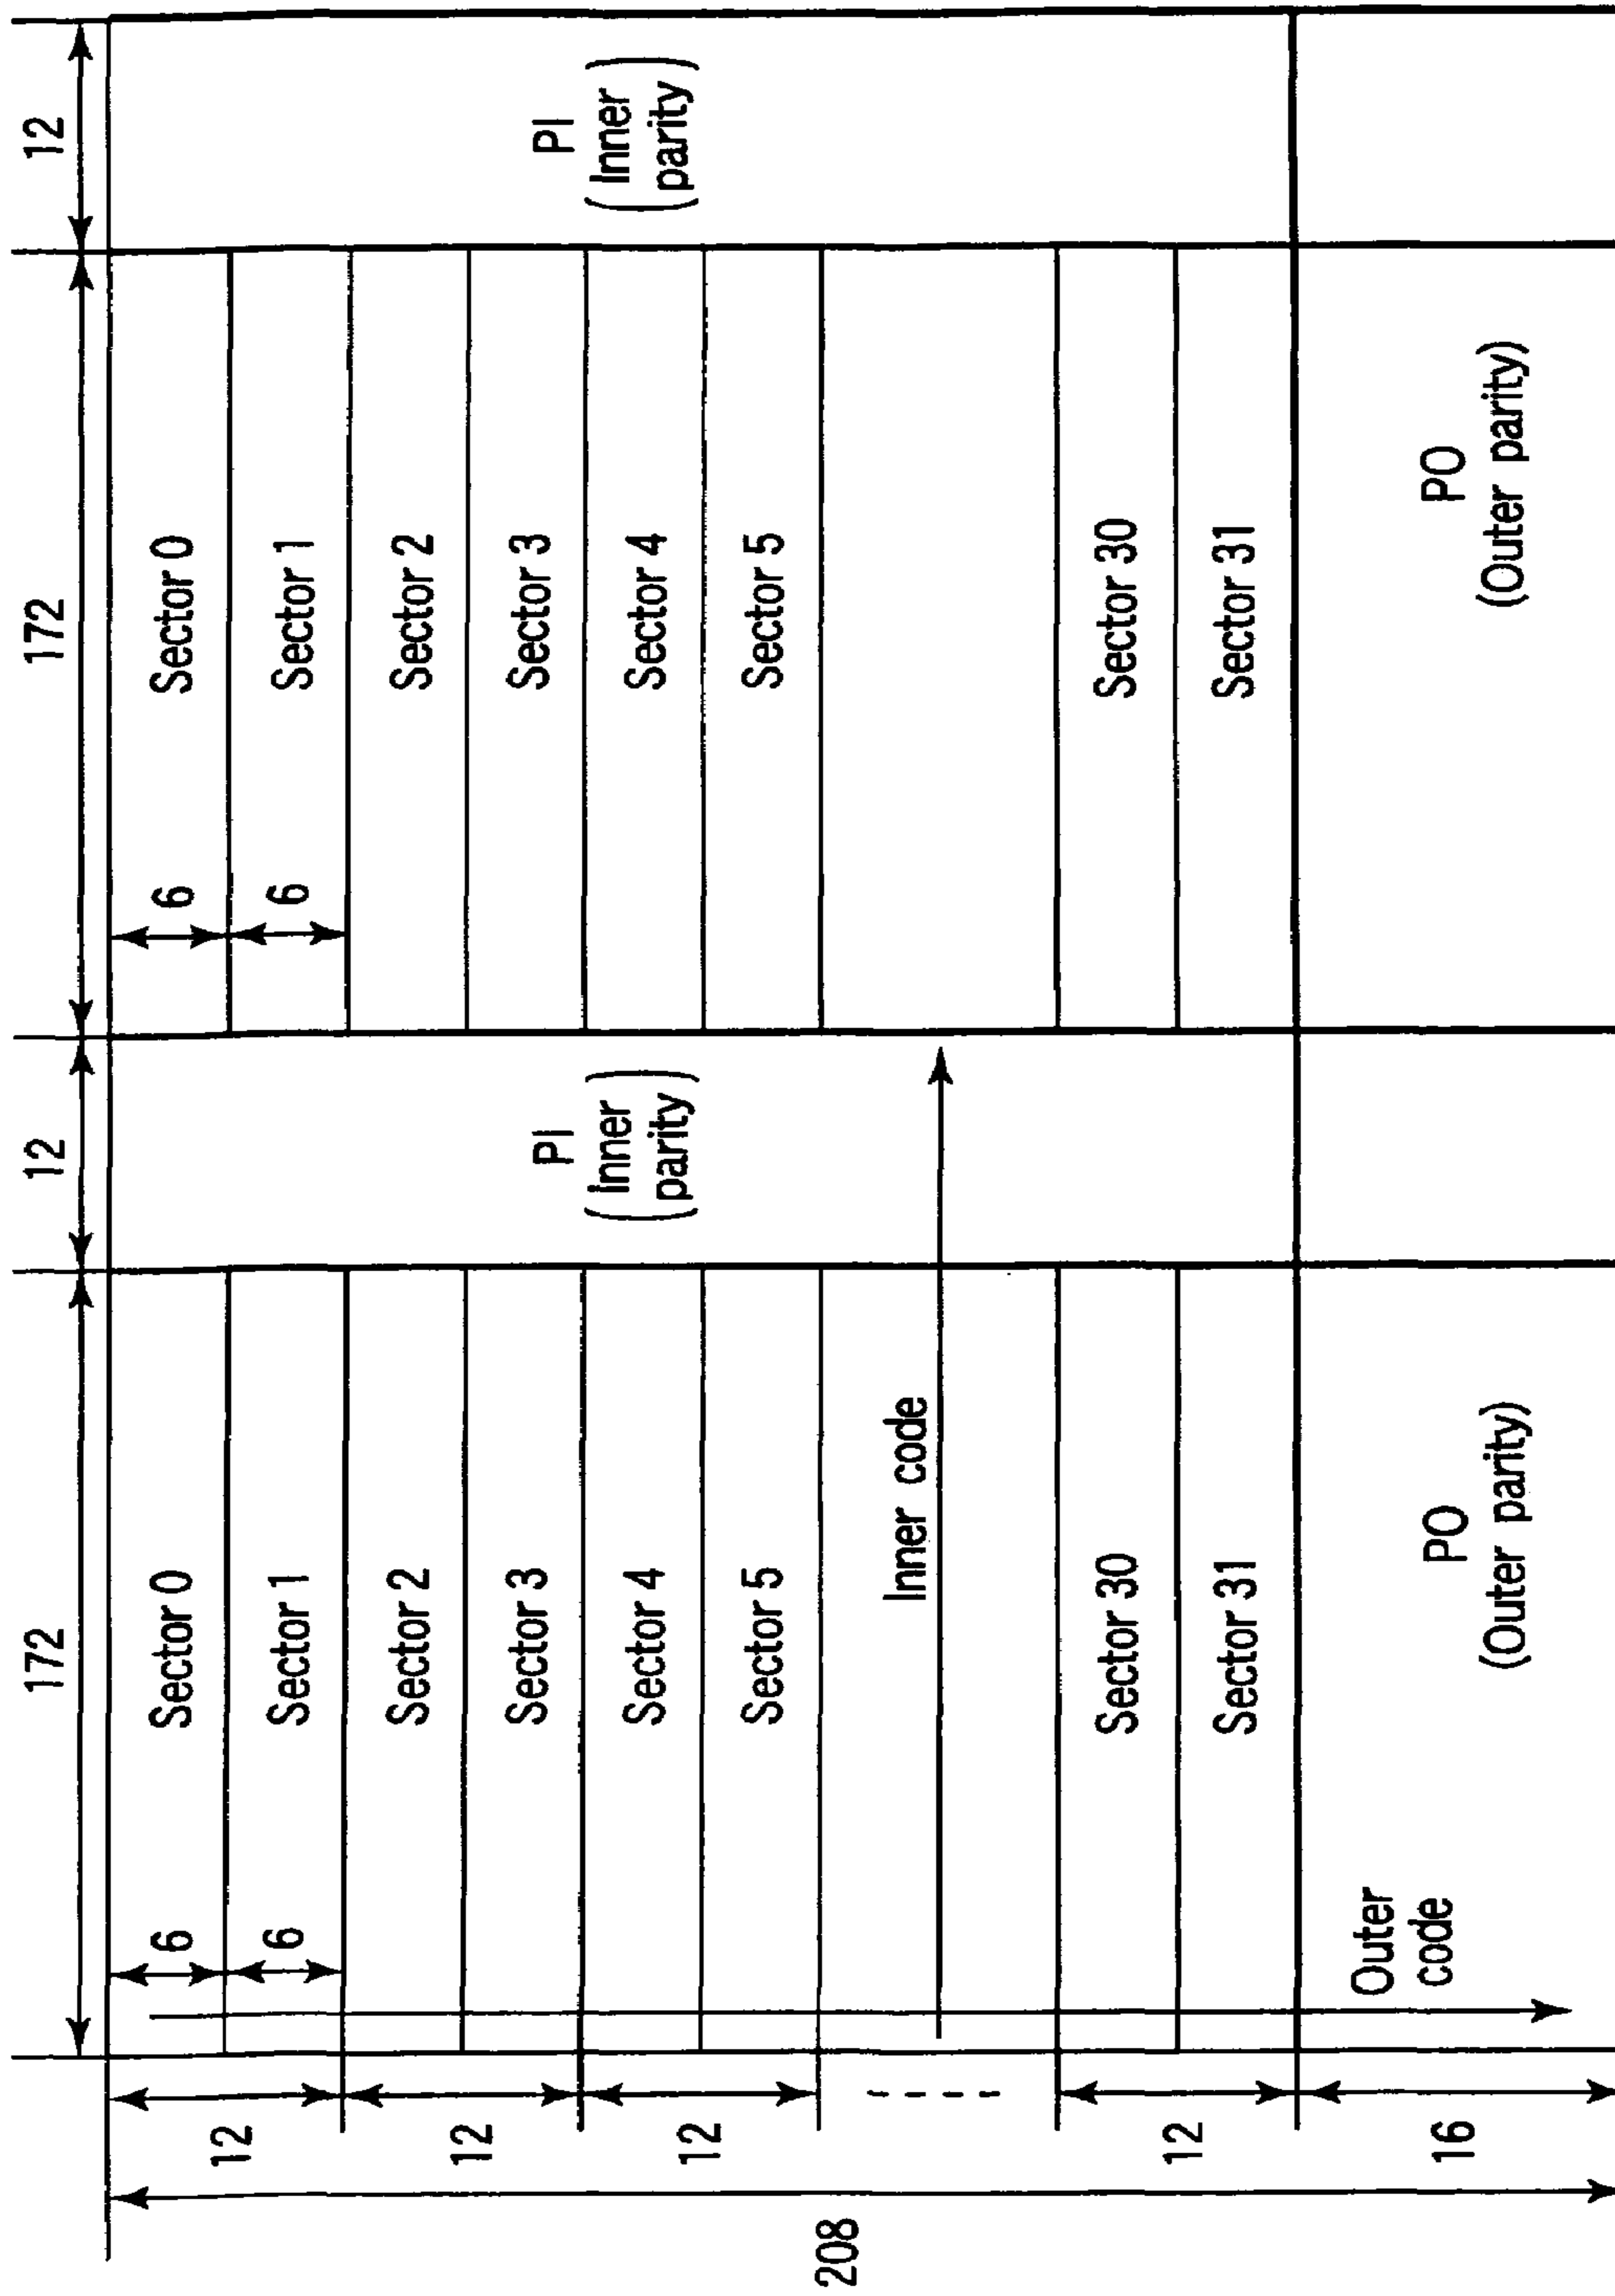 172
12
172
12
6
Sector 0
6
Sector 0
12
6
Sector 1
6
Sector 1
Sector 2
Sector 2
12
Sector 3
PI
Sector 3
PI
(Inner
parity)
(Inner
parity)
Sector 4
Sector 4
12
Sector 5
Sector 5
208
Inner code
Sector 30
Sector 30
12
Sector 31
Sector 31
Outer
code
PO
PO
16
(Outer parity)
(Outer parity)